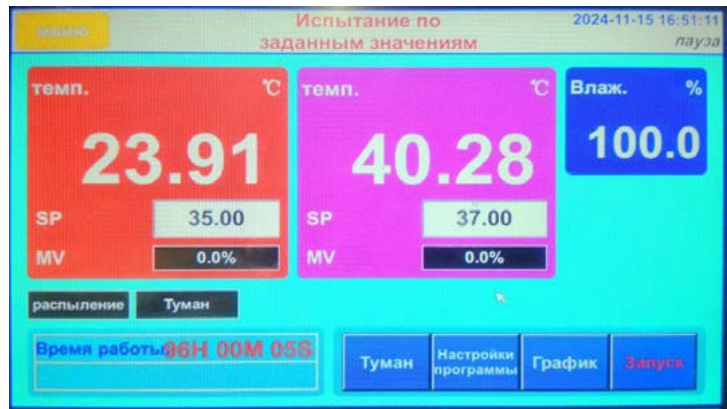 меню
Испытание по
заданным значениям
2024-11-15 16:51:11
пауза
темп. ℃
23.91
SP 35.00
MV 0.0%
темп. ℃
40.28
SP 37.00
MV 0.0%
Влаж. %
100.0
распыление Туман
Время работы 96H 00M 05S
Туман
Настройки
программы
График
Запуск